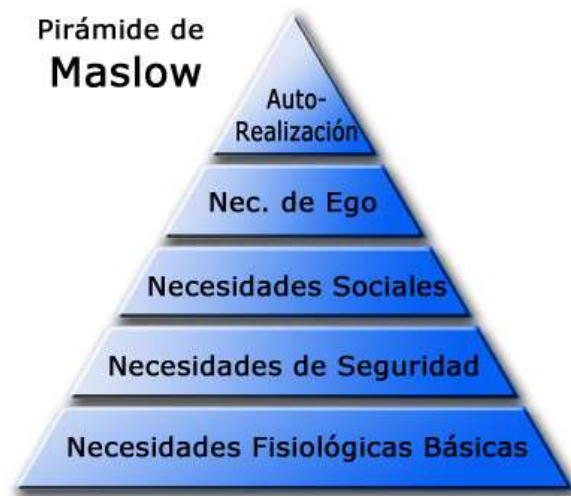 Pirámide de
Maslow
Auto-
Realización
Nec. de Ego
Necesidades Sociales
Necesidades de Seguridad
Necesidades Fisiológicas Básicas